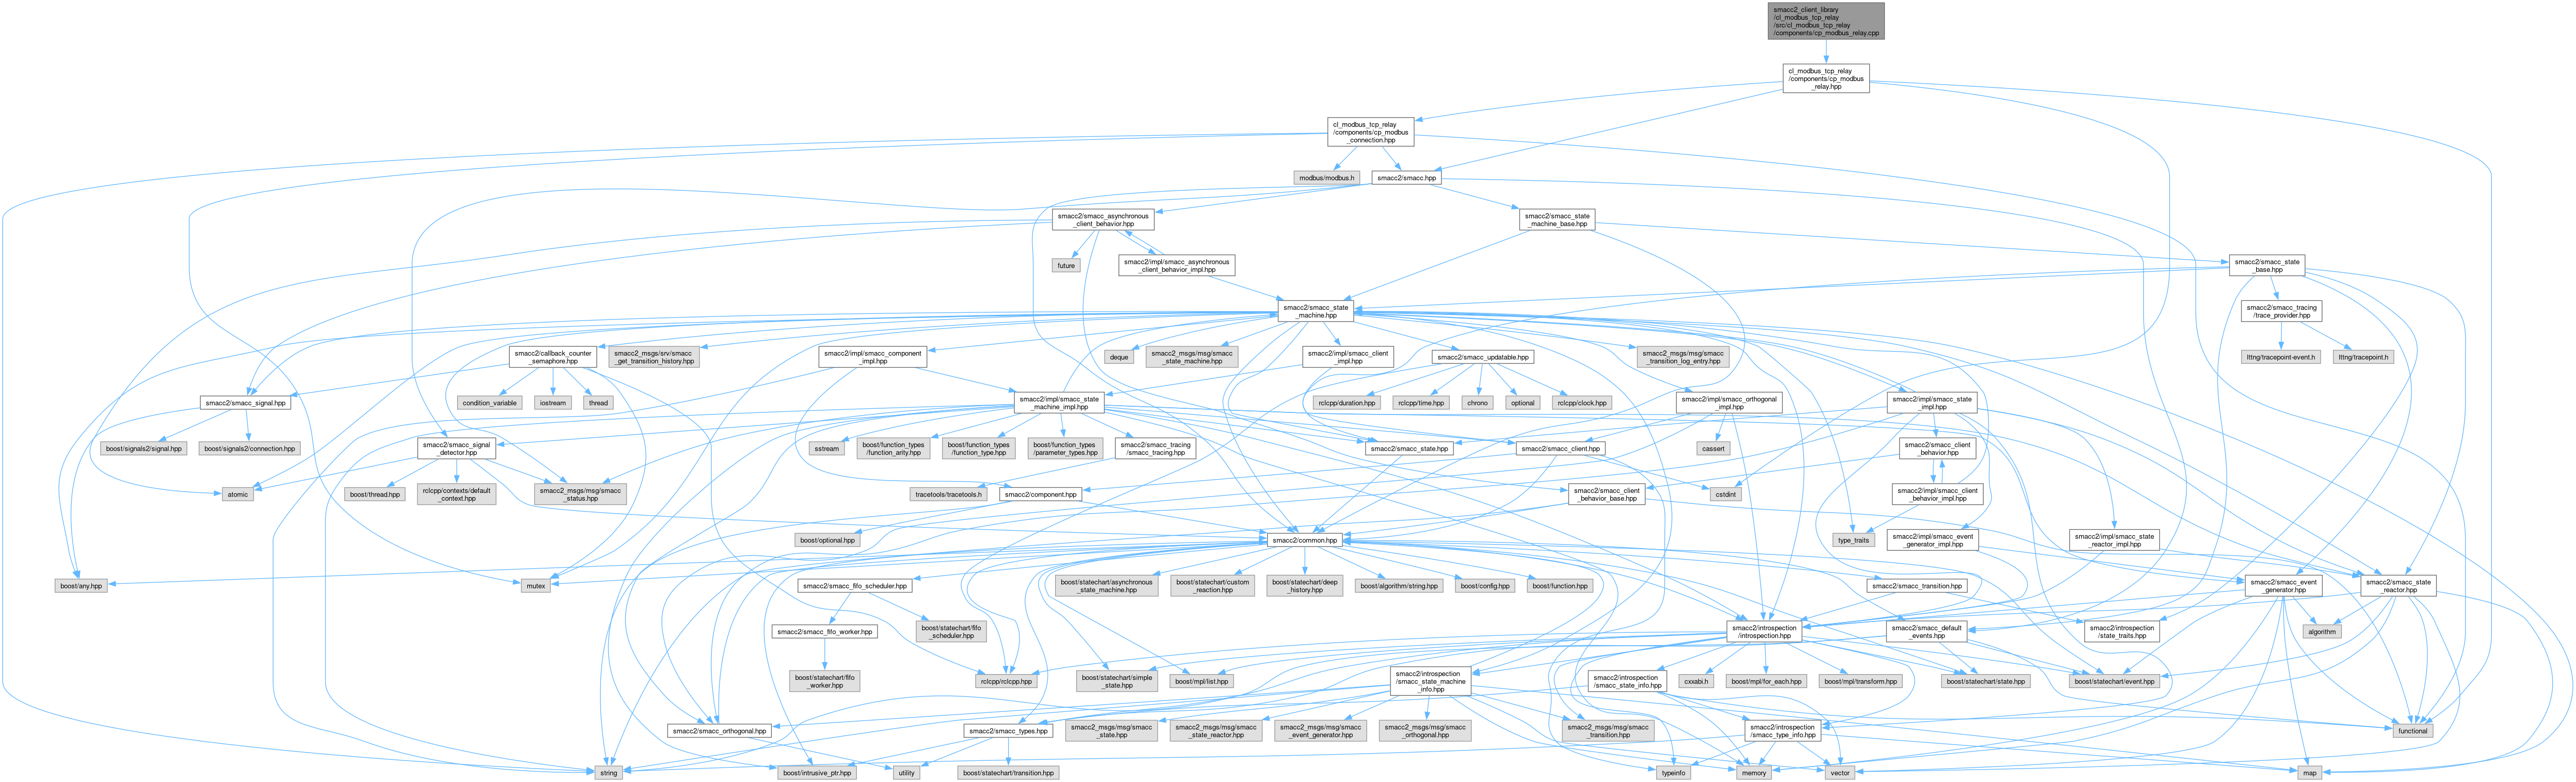 smacc2_client_library
/cl_modbus_tcp_relay
/src/cl_modbus_tcp_relay
/components/cp_modbus_relay.cpp
cl_modbus_tcp_relay
/components/cp_modbus
_relay.hpp
cl_modbus_tcp_relay
/components/cp_modbus
_connection.hpp
modbus/modbus.h
smacc2/smacc.hpp
smacc2/smacc_asynchronous
_client_behavior.hpp
smacc2/smacc_state
_machine_base.hpp
future
smacc2/impl/smacc_asynchronous
_client_behavior_impl.hpp
smacc2/smacc_state
_base.hpp
smacc2/smacc_state
_machine.hpp
smacc2/smacc_tracing
/trace_provider.hpp
smacc2/callback_counter
_semaphore.hpp
smacc2_msgs/srv/smacc
_get_transition_history.hpp
smacc2/impl/smacc_component
_impl.hpp
deque
smacc2_msgs/msg/smacc
_state_machine.hpp
smacc2/impl/smacc_client
_impl.hpp
smacc2/smacc_updatable.hpp
smacc2_msgs/msg/smacc
_transition_log_entry.hpp
lttng/tracepoint-event.h
lttng/tracepoint.h
smacc2/smacc_signal.hpp
condition_variable
iostream
thread
smacc2/impl/smacc_state
_machine_impl.hpp
rclcpp/duration.hpp
rclcpp/time.hpp
chrono
optional
rclcpp/clock.hpp
smacc2/impl/smacc_orthogonal
_impl.hpp
smacc2/impl/smacc_state
_impl.hpp
boost/signals2/signal.hpp
boost/signals2/connection.hpp
smacc2/smacc_signal
_detector.hpp
sstream
boost/function_types
/function_arity.hpp
boost/function_types
/function_type.hpp
boost/function_types
/parameter_types.hpp
smacc2/smacc_tracing
/smacc_tracing.hpp
smacc2/smacc_state.hpp
smacc2/smacc_client.hpp
cassert
smacc2/smacc_client
_behavior.hpp
atomic
boost/thread.hpp
rclcpp/contexts/default
_context.hpp
smacc2_msgs/msg/smacc
_status.hpp
tracetools/tracetools.h
smacc2/component.hpp
smacc2/smacc_client
_behavior_base.hpp
cstdint
smacc2/impl/smacc_client
_behavior_impl.hpp
boost/optional.hpp
smacc2/common.hpp
type_traits
smacc2/impl/smacc_event
_generator_impl.hpp
smacc2/impl/smacc_state
_reactor_impl.hpp
boost/any.hpp
mutex
smacc2/smacc_fifo_scheduler.hpp
boost/statechart/asynchronous
_state_machine.hpp
boost/statechart/custom
_reaction.hpp
boost/statechart/deep
_history.hpp
boost/algorithm/string.hpp
boost/config.hpp
boost/function.hpp
smacc2/smacc_transition.hpp
smacc2/smacc_event
_generator.hpp
smacc2/smacc_state
_reactor.hpp
smacc2/smacc_fifo_worker.hpp
boost/statechart/fifo
_scheduler.hpp
smacc2/introspection
/introspection.hpp
smacc2/smacc_default
_events.hpp
smacc2/introspection
/state_traits.hpp
algorithm
boost/statechart/fifo
_worker.hpp
rclcpp/rclcpp.hpp
boost/statechart/simple
_state.hpp
boost/mpl/list.hpp
smacc2/introspection
/smacc_state_machine
_info.hpp
smacc2/introspection
/smacc_state_info.hpp
cxxabi.h
boost/mpl/for_each.hpp
boost/mpl/transform.hpp
boost/statechart/state.hpp
boost/statechart/event.hpp
smacc2/smacc_orthogonal.hpp
smacc2/smacc_types.hpp
smacc2_msgs/msg/smacc
_state.hpp
smacc2_msgs/msg/smacc
_state_reactor.hpp
smacc2_msgs/msg/smacc
_event_generator.hpp
smacc2_msgs/msg/smacc
_orthogonal.hpp
smacc2_msgs/msg/smacc
_transition.hpp
smacc2/introspection
/smacc_type_info.hpp
functional
string
boost/intrusive_ptr.hpp
utility
boost/statechart/transition.hpp
typeinfo
memory
vector
map